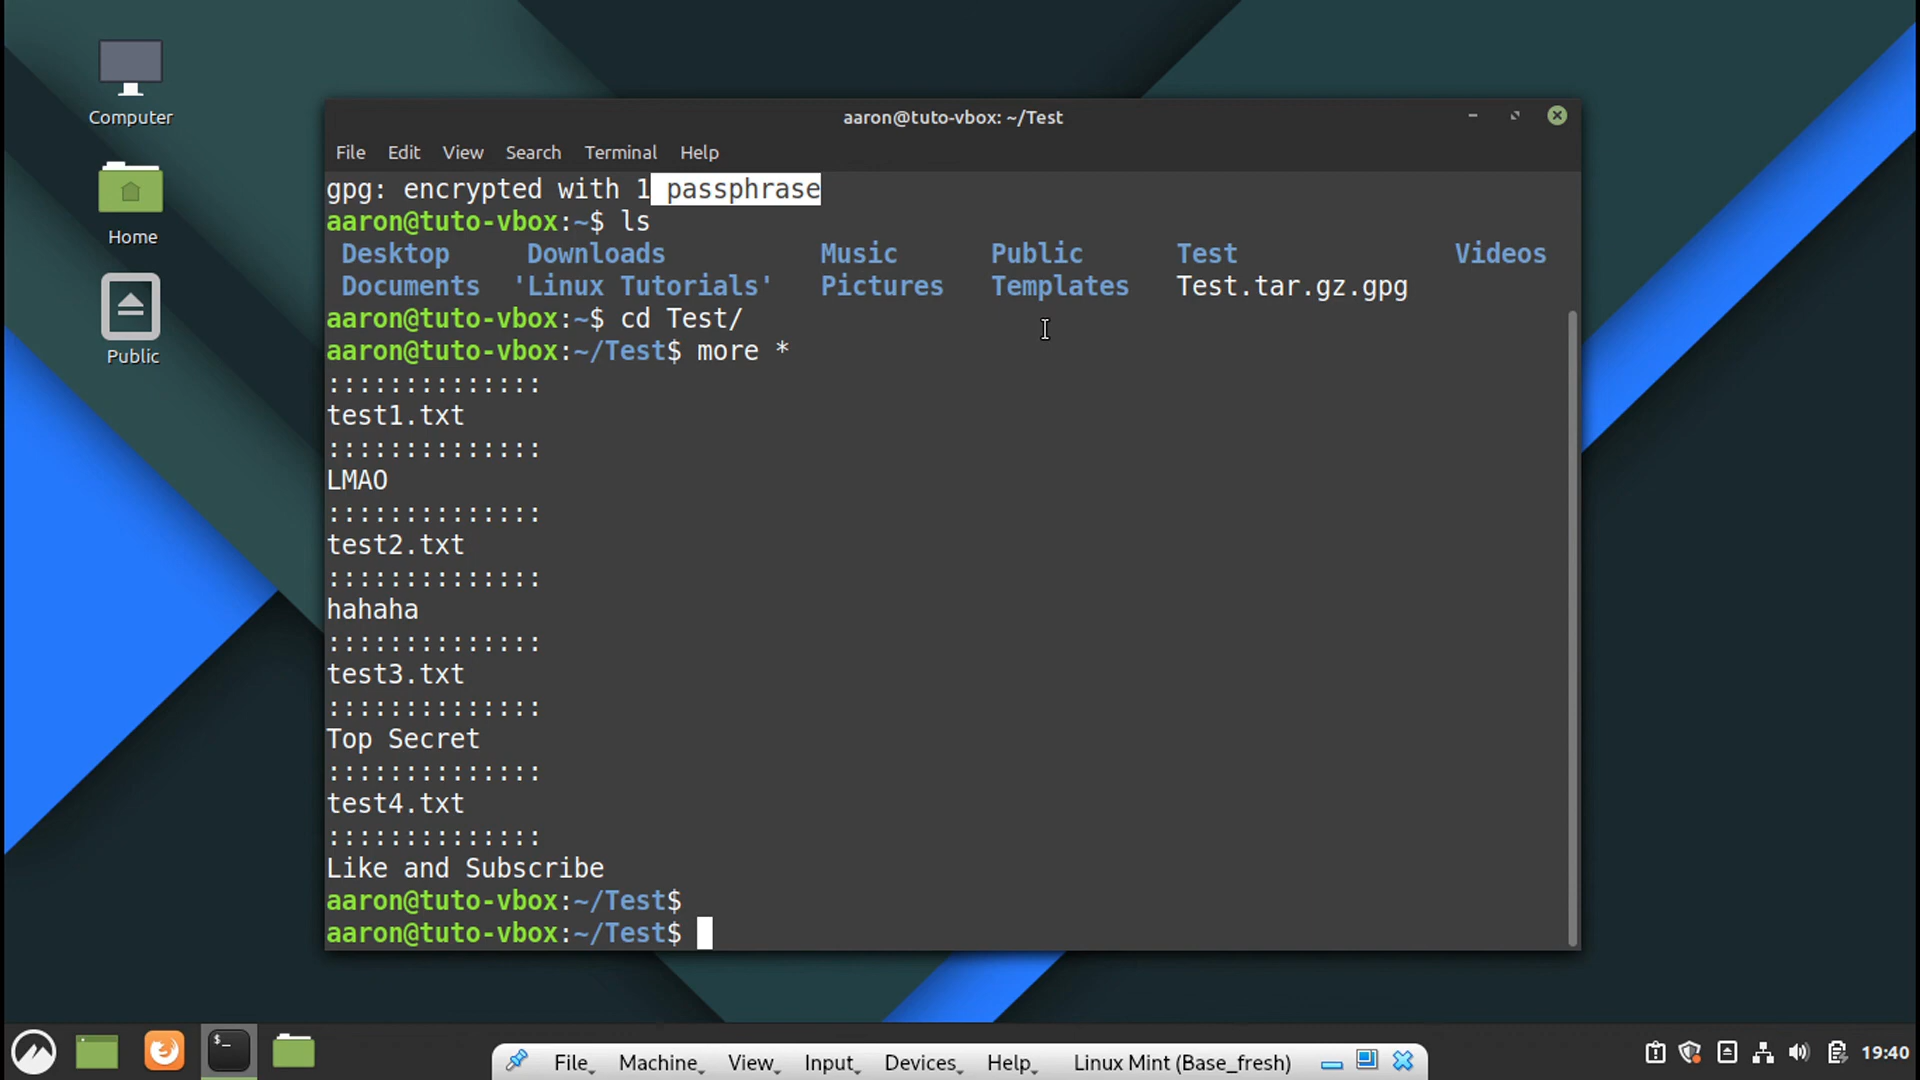 Computer
Home
Public
aaron@tuto-vbox: ~/Test
File Edit View Search Terminal Help
gpg: encrypted with 1 passphrase
aaron@tuto-vbox:~$ ls
Desktop Downloads Music Public Test Videos
Documents 'Linux Tutorials' Pictures Templates Test.tar.gz.gpg
aaron@tuto-vbox:~$ cd Test/
aaron@tuto-vbox:~/Test$ more *
::::::::::::::
test1.txt
::::::::::::::
LMAO
::::::::::::::
test2.txt
::::::::::::::
hahaha
::::::::::::::
test3.txt
::::::::::::::
Top Secret
::::::::::::::
test4.txt
::::::::::::::
Like and Subscribe
aaron@tuto-vbox:~/Test$
aaron@tuto-vbox:~/Test$
$_
File Machine View Input Devices Help Linux Mint (Base_fresh)
19:40